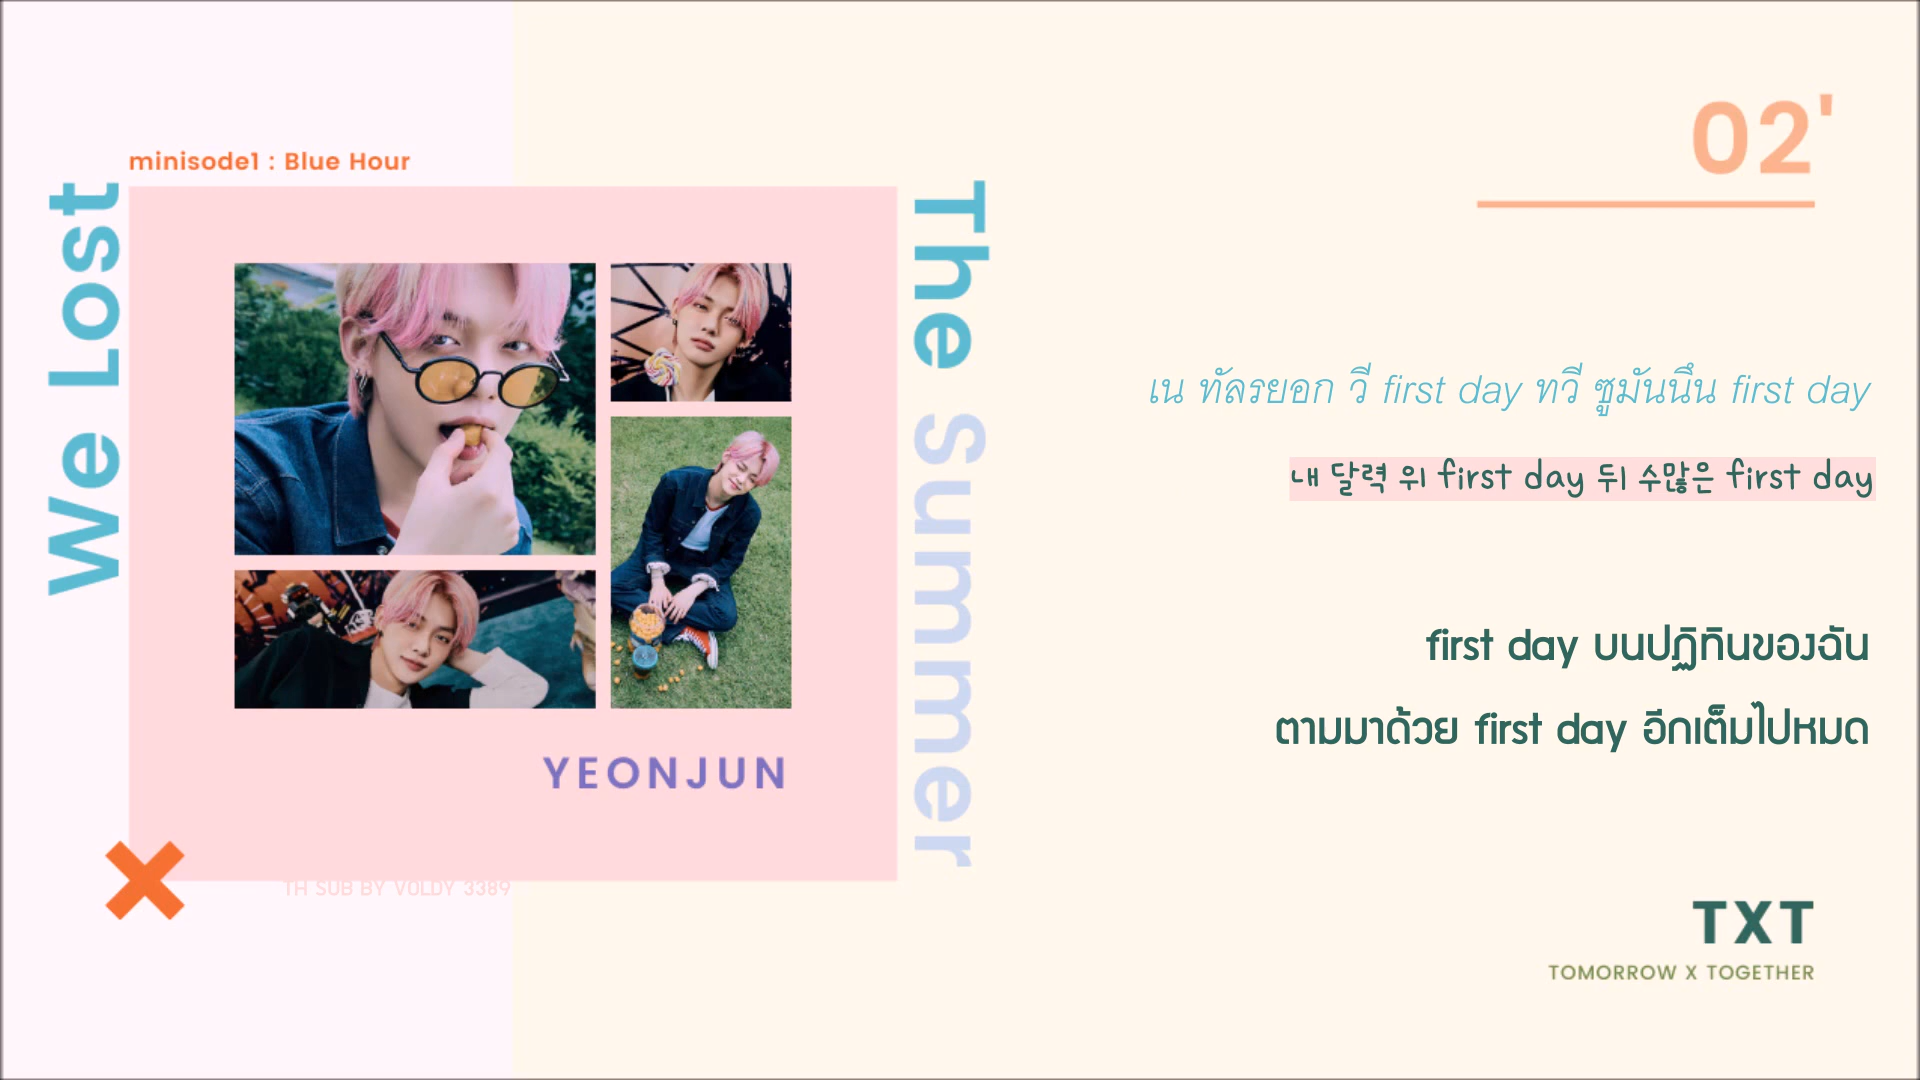 minisode1 : Blue Hour
We Lost
The Summer
YEONJUN
TH SUB BY VOLDY 3389
02'
เน ทัลรยอก วี first day ทวี ซูมันนึน first day
내 달력 위 first day 뒤 수많은 first day
first day บนปฏิทินของฉัน
ตามมาด้วย first day อีกเต็มไปหมด
TXT
TOMORROW X TOGETHER